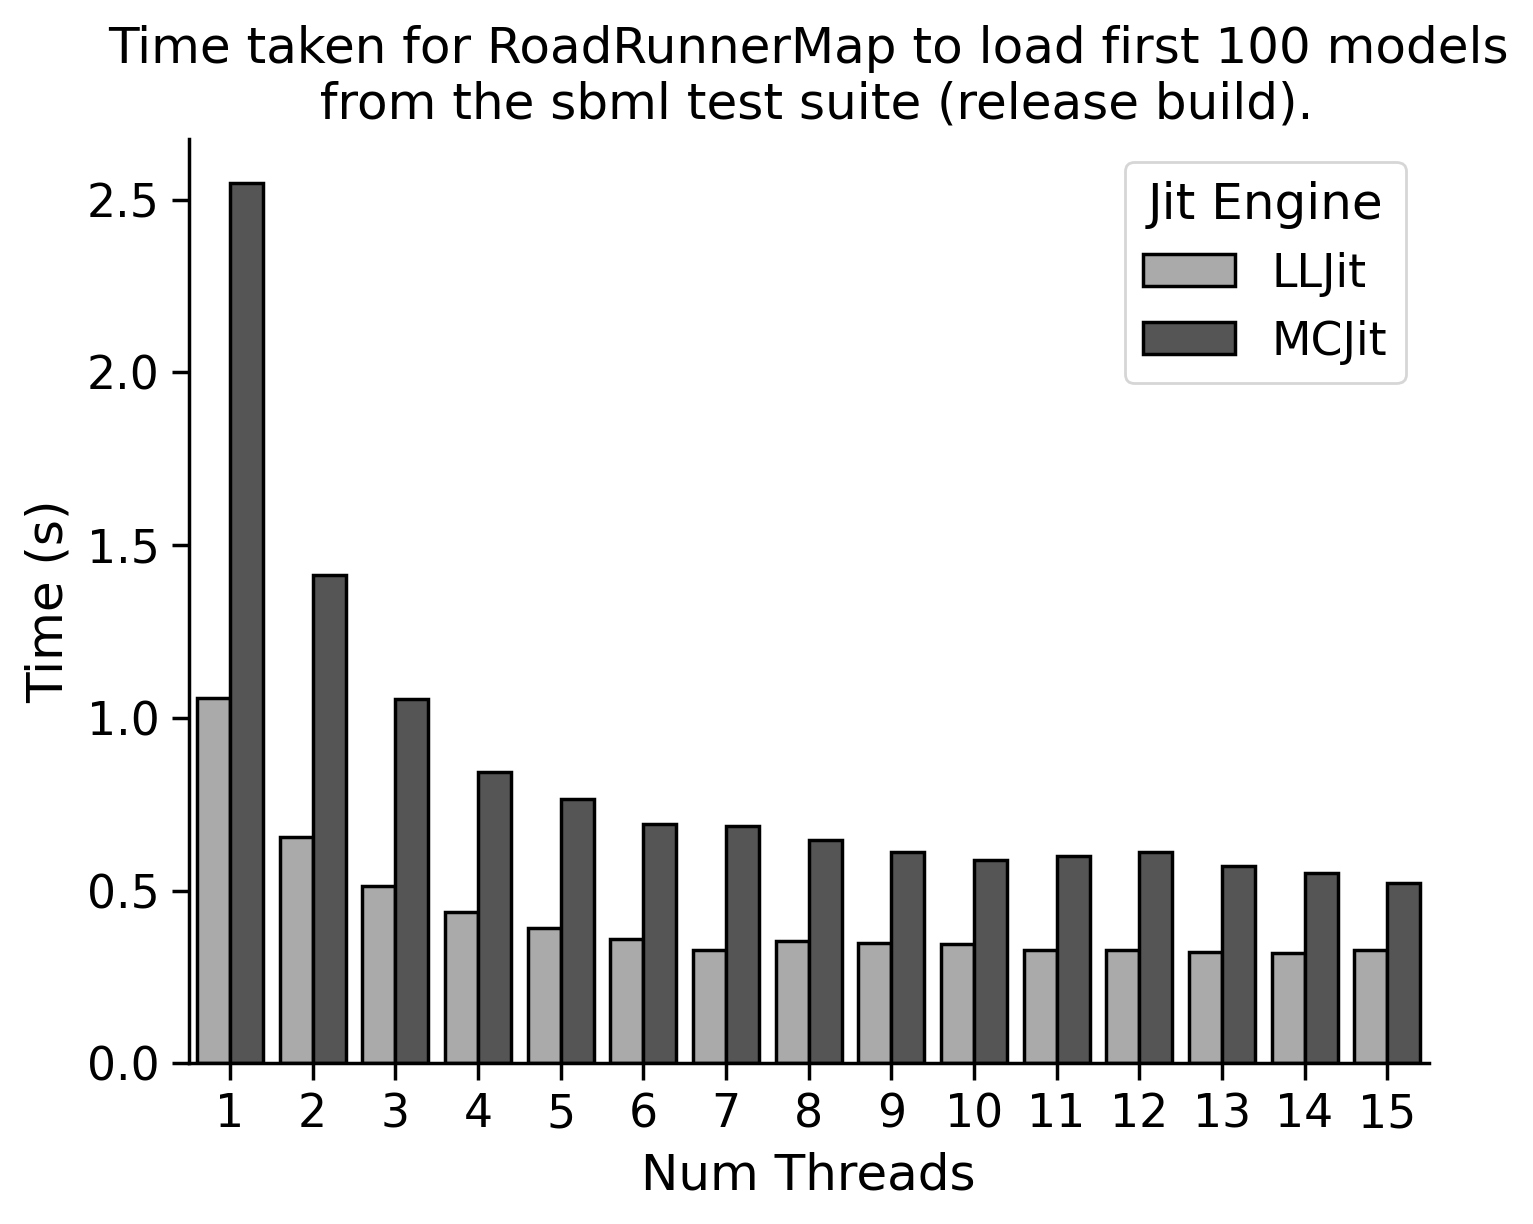 Time taken for RoadRunnerMap to load first 100 models
from the sbml test suite (release build).
Jit Engine
LLJit
MCJit
2.5
2.0
1.5
1.0
0.5
0.0
Time (s)
1 2 3 4 5 6 7 8 9 10 11 12 13 14 15
Num Threads